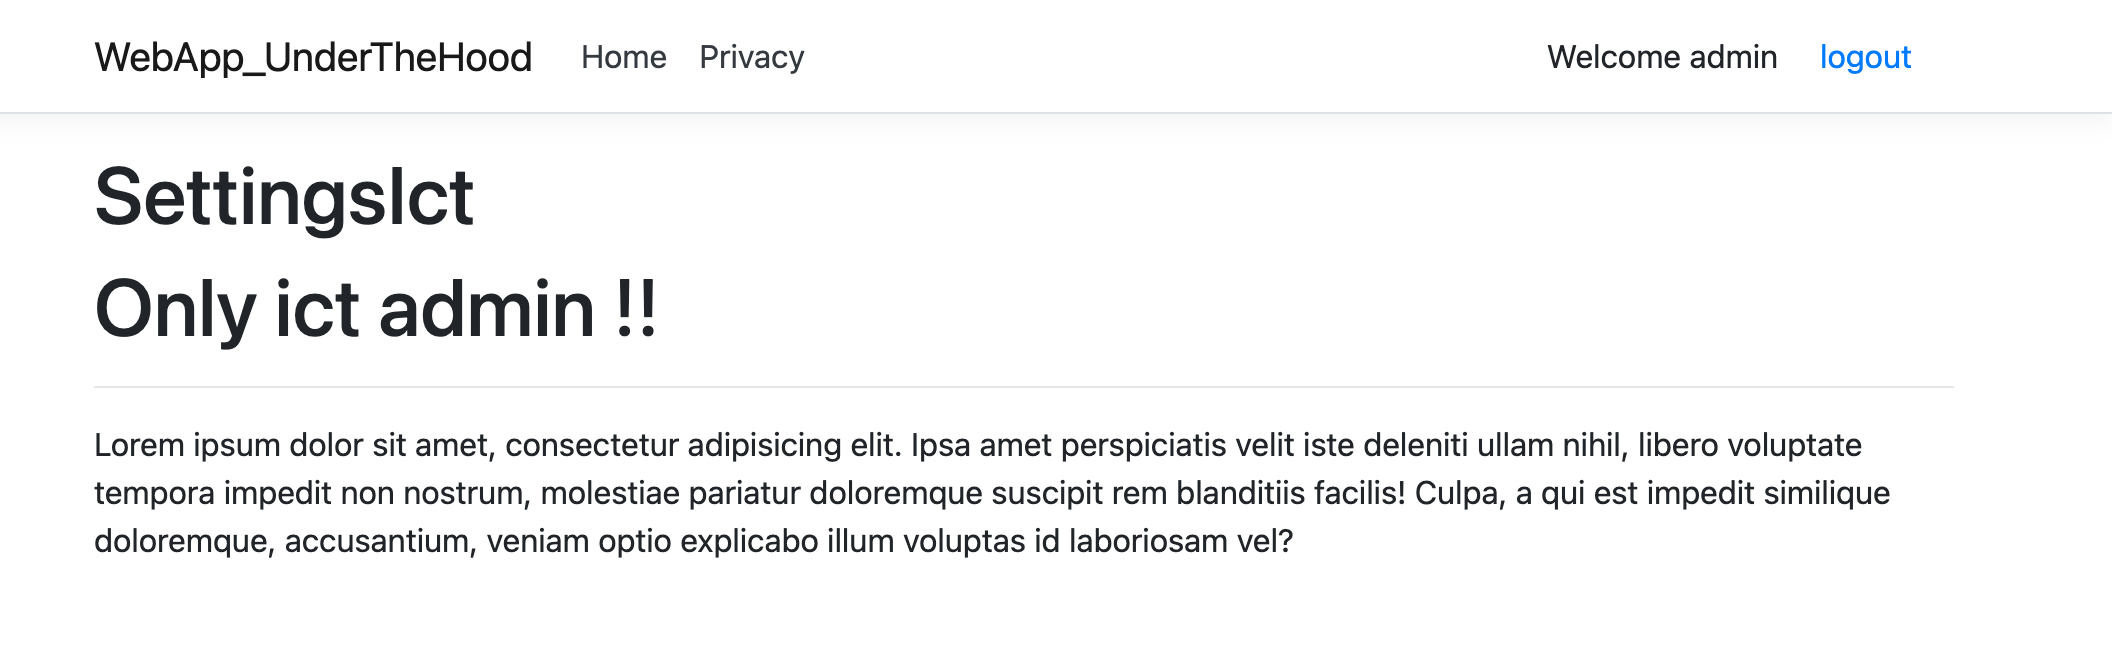 WebApp_UnderTheHood Home Privacy Welcome admin logout
SettingsIct
Only ict admin !!
Lorem ipsum dolor sit amet, consectetur adipisicing elit. Ipsa amet perspiciatis velit iste deleniti ullam nihil, libero voluptate
tempora impedit non nostrum, molestiae pariatur doloremque suscipit rem blanditiis facilis! Culpa, a qui est impedit similique
doloremque, accusantium, veniam optio explicabo illum voluptas id laboriosam vel?